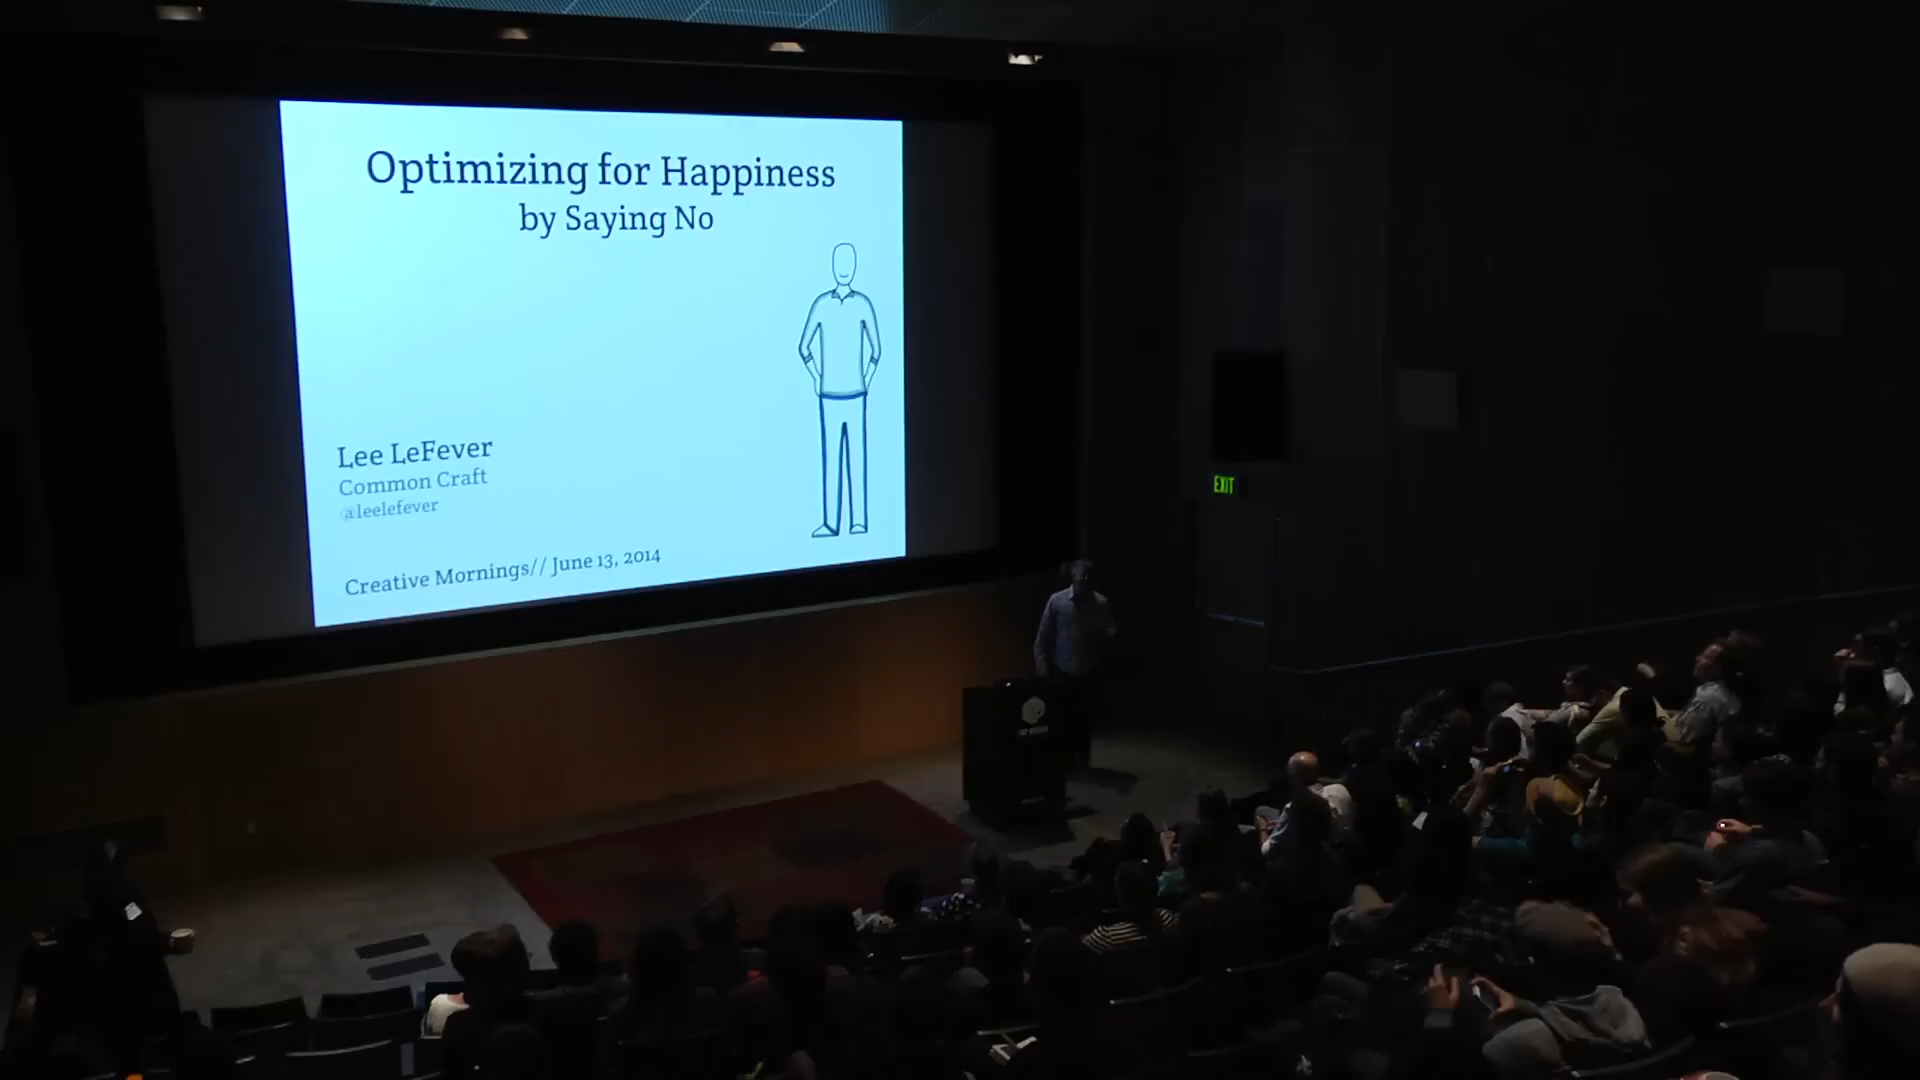 Optimizing for Happiness
by Saying No
Lee LeFever
Common Craft
@leelefever
Creative Mornings// June 13, 2014
EXIT